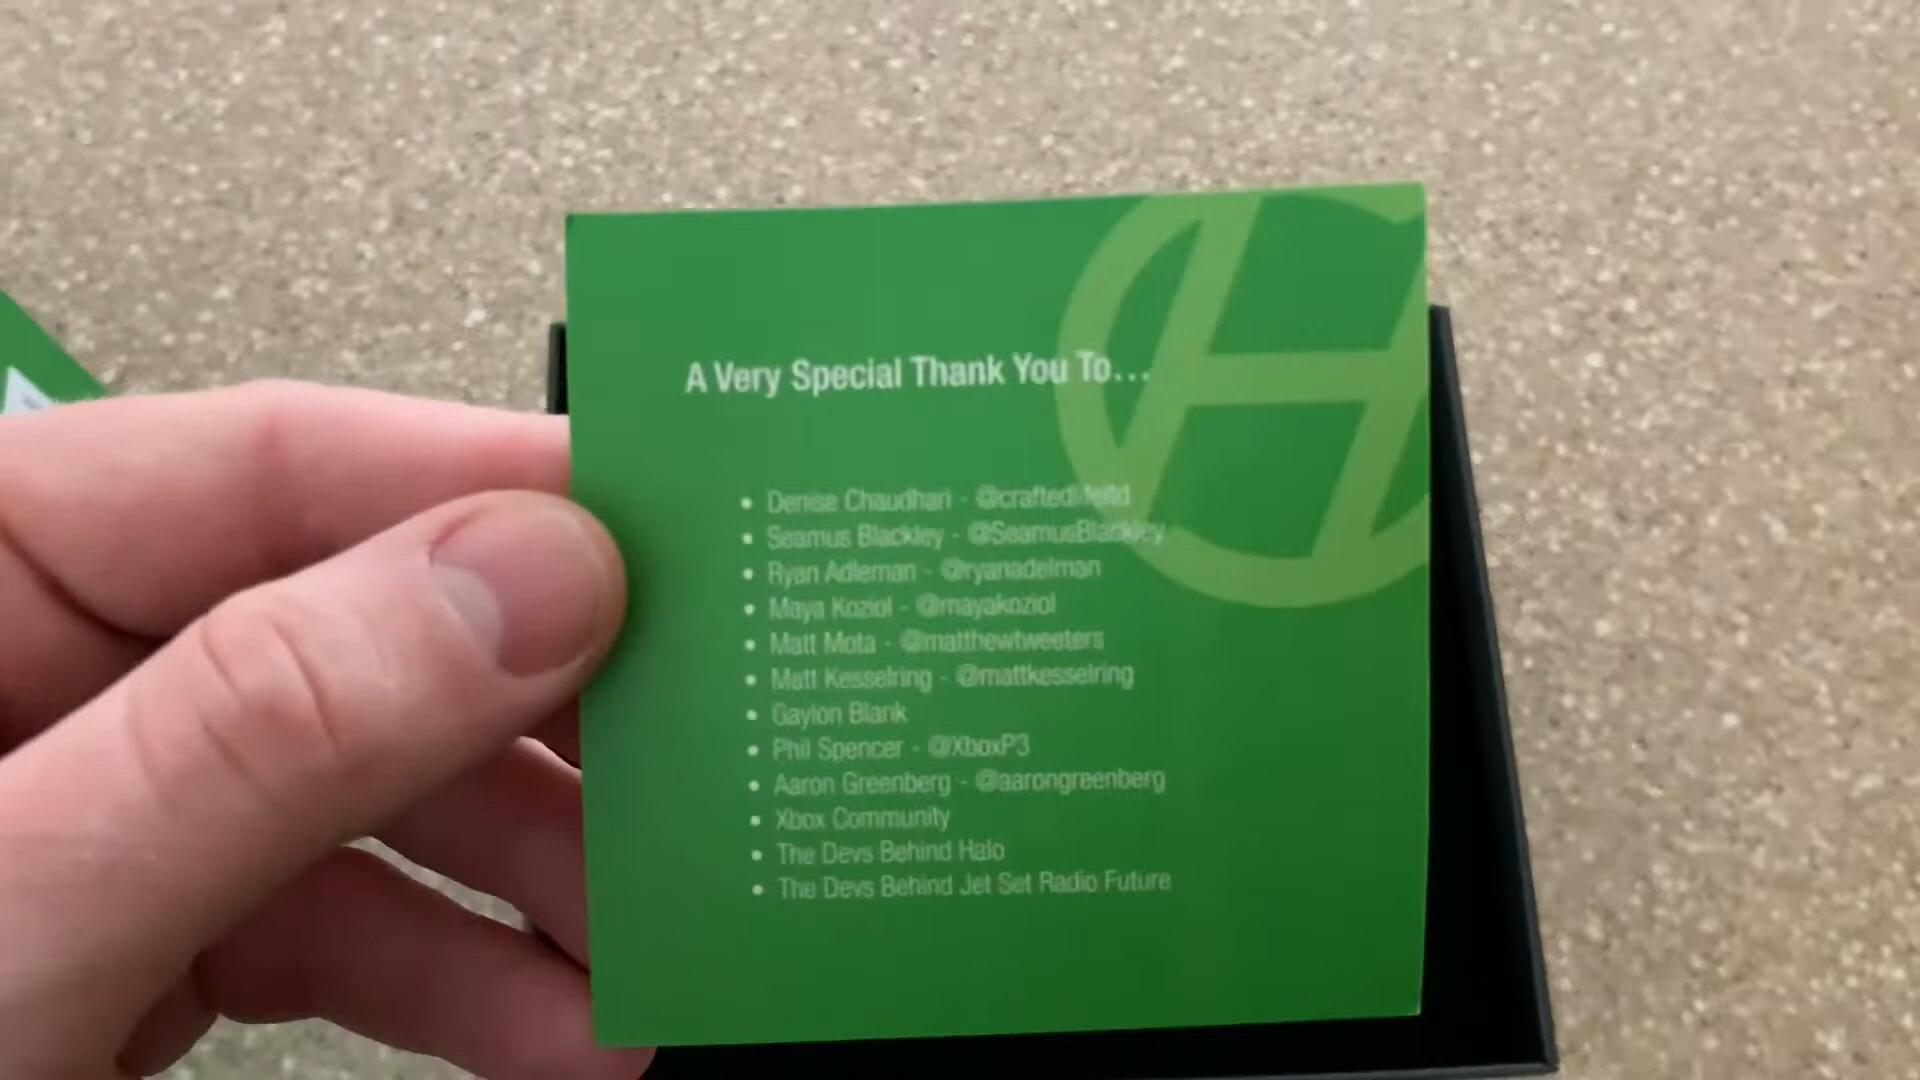 A Very Special Thank You To...
• Denise Chaudhari - @craftedlifeltd
• Seamus Blackley - @SeamusBlackley
• Ryan Adleman - @ryanadelman
• Maya Koziol - @mayakoziol
• Matt Mota - @matthewtweeters
• Matt Kesselring - @mattkesselring
• Gaylon Blank
• Phil Spencer - @XboxP3
• Aaron Greenberg - @aarongreenberg
• Xbox Community
• The Devs Behind Halo
• The Devs Behind Jet Set Radio Future